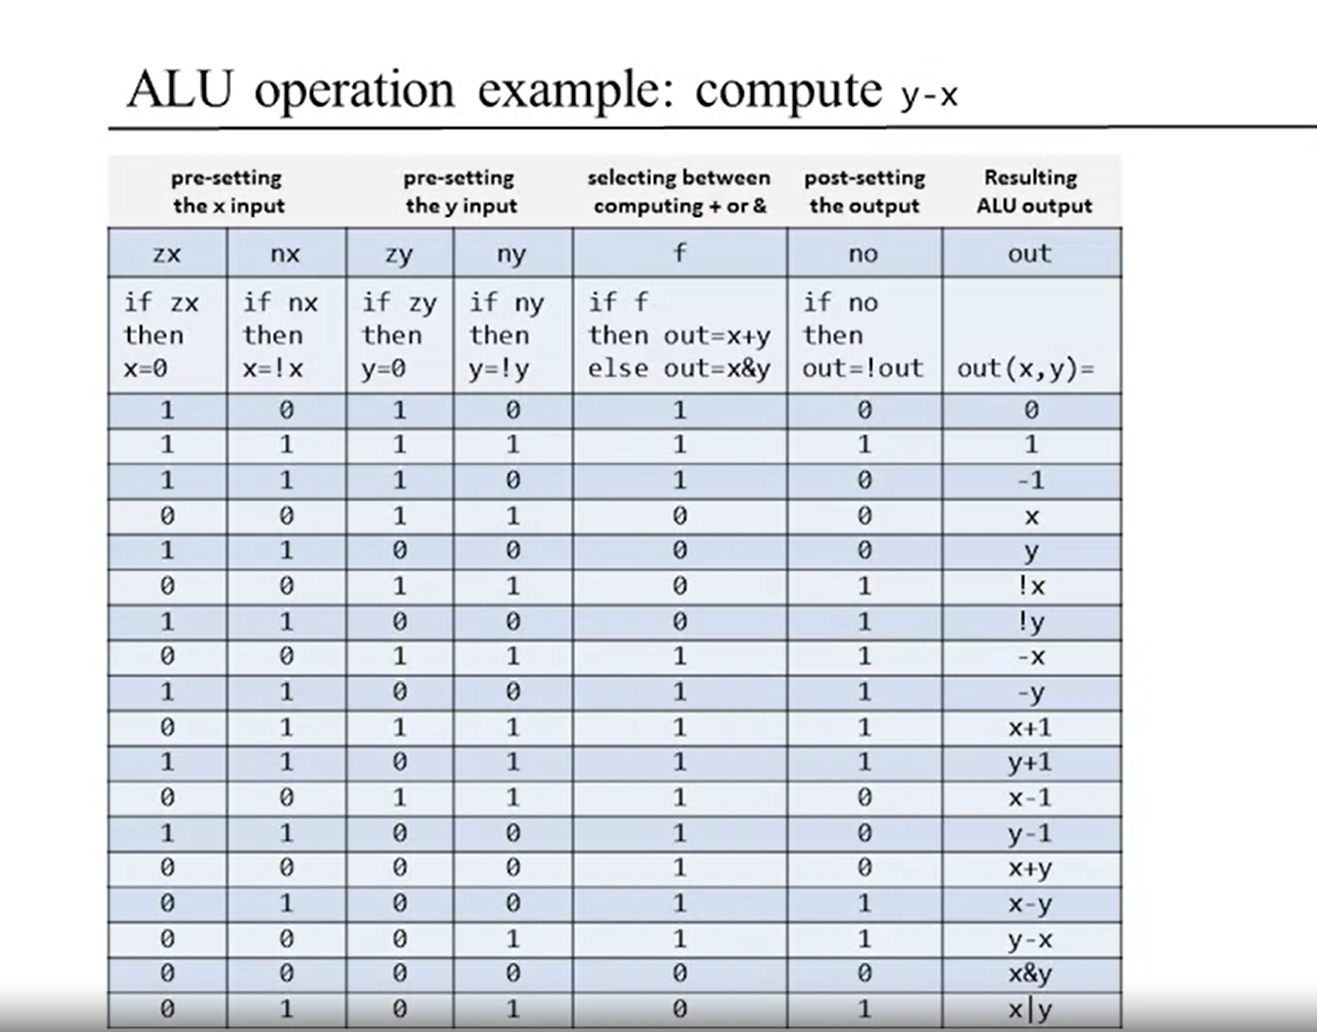 ALU operation example: compute y-x
pre-setting the x input pre-setting the y input selecting between computing + or & post-setting the output Resulting ALU output
zx nx zy ny f no out
if zx then x=0 if nx then x=!x if zy then y=0 if ny then y=!y if f then out=x+y else out=x&y if no then out=!out out(x,y)=
1 0 1 0 1 0 0
1 1 1 1 1 1 1
1 1 1 0 1 0 -1
0 0 1 1 0 0 x
1 1 0 0 0 0 y
0 0 1 1 0 1 !x
1 1 0 0 0 1 !y
0 0 1 1 1 1 -x
1 1 0 0 1 1 -y
0 1 1 1 1 1 x+1
1 1 0 1 1 1 y+1
0 0 1 1 1 0 x-1
1 1 0 0 1 0 y-1
0 0 0 0 1 0 x+y
0 1 0 0 1 1 x-y
0 0 0 1 1 1 y-x
0 0 0 0 0 0 x&y
0 1 0 1 0 1 x|y